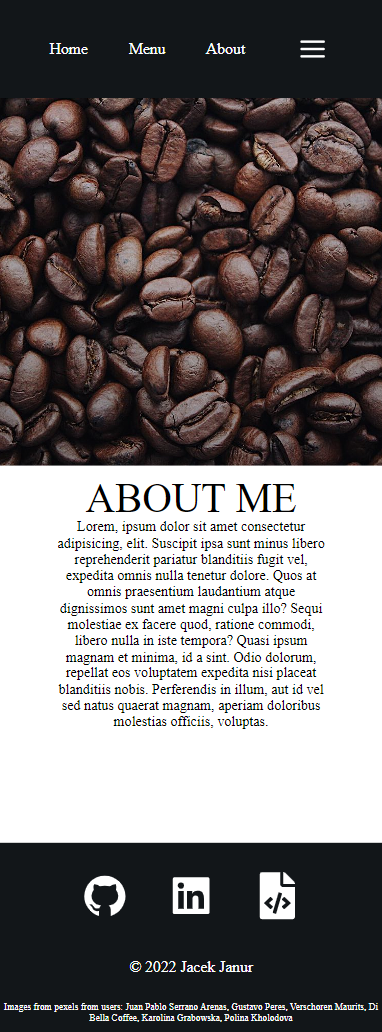 Home Menu About
ABOUT ME
Lorem, ipsum dolor sit amet consectetur
adipisicing, elit. Suscipit ipsa sunt minus libero
reprehenderit pariatur blanditiis fugit vel,
expedita omnis nulla tenetur dolore. Quos at
omnis praesentium laudantium atque
dignissimos sunt amet magni culpa illo? Sequi
molestiae ex facere quod, ratione commodi,
libero nulla in iste tempora? Quasi ipsum
magnam et minima, id a sint. Odio dolorum,
repellat eos voluptatem expedita nisi placeat
blanditiis nobis. Perferendis in illum, aut id vel
sed natus quaerat magnam, aperiam doloribus
molestias officiis, voluptas.
in
© 2022 Jacek Janur
Images from pexels from users: Juan Pablo Serrano Arenas, Gustavo Peres, Verschoren Maurits, Di
Bella Coffee, Karolina Grabowska, Polina Kholodova